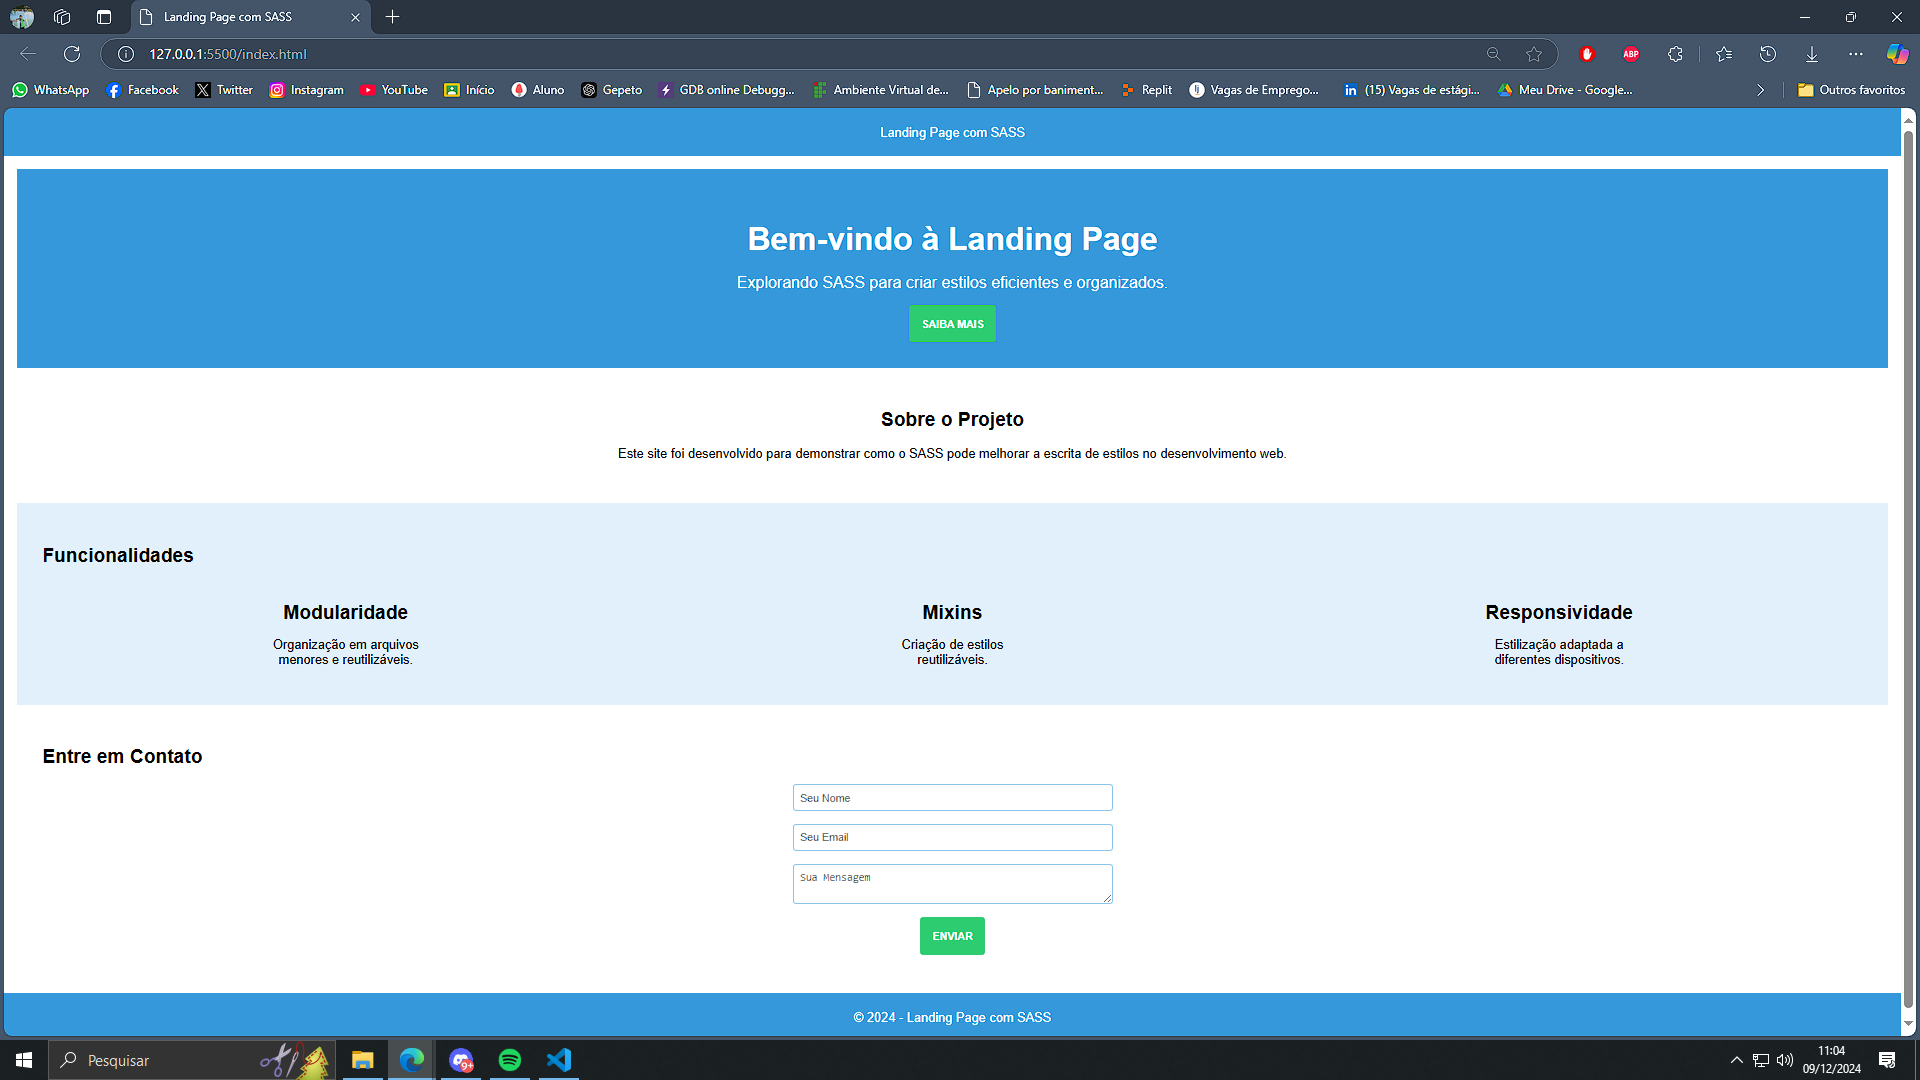 Landing Page com SASS
127.0.0.1:5500/index.html
ABP
WhatsApp Facebook Twitter Instagram YouTube Início Aluno Gepeto GDB online Debugg... Ambiente Virtual de... Apelo por baniment... Replit Vagas de Emprego... (15) Vagas de estági... Meu Drive - Google... Outros favoritos
Landing Page com SASS
Bem-vindo à Landing Page
Explorando SASS para criar estilos eficientes e organizados.
SAIBA MAIS
Sobre o Projeto
Este site foi desenvolvido para demonstrar como o SASS pode melhorar a escrita de estilos no desenvolvimento web.
Funcionalidades
Modularidade
Organização em arquivos
menores e reutilizáveis.
Mixins
Criação de estilos
reutilizáveis.
Responsividade
Estilização adaptada a
diferentes dispositivos.
Entre em Contato
Seu Nome
Seu Email
Sua Mensagem
ENVIAR
© 2024 - Landing Page com SASS
Pesquisar
9+
11:04
09/12/2024